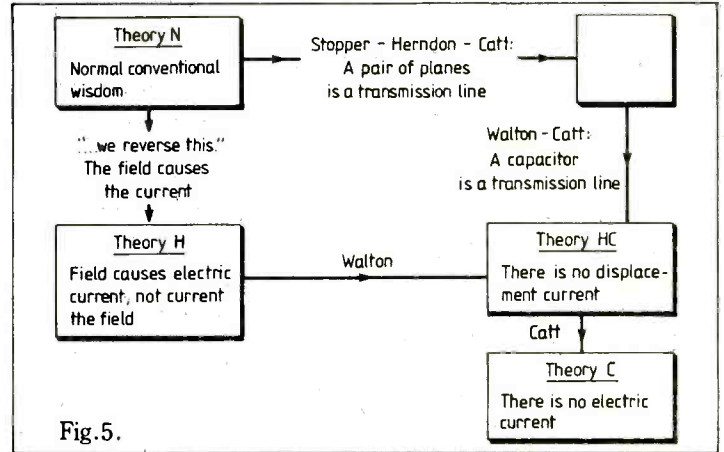 Theory N
Normal conventional
wisdom
Stopper - Herndon - Catt:
A pair of planes
is a transmission line
"...we reverse this."
The field causes
the current
Walton - Catt:
A capacitor
is a transmission line
Theory H
Field causes electric
current, not current
the field
Walton
Theory HC
There is no displace-
ment current
Catt
Theory C
There is no electric
current
Fig.5.